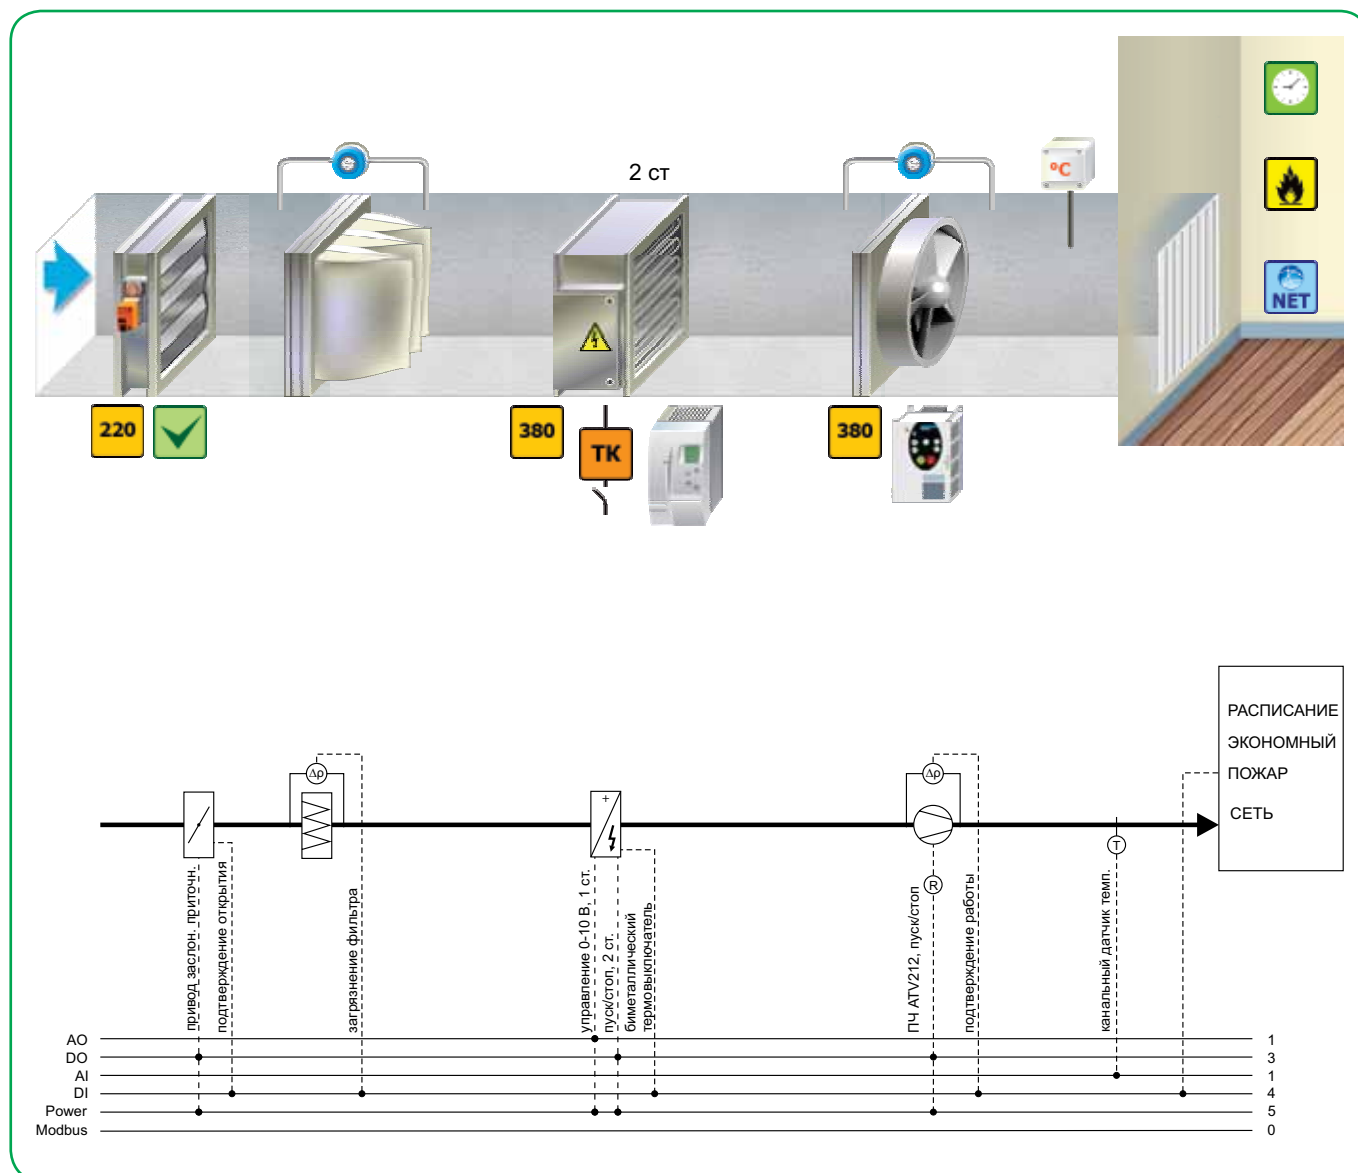 2 ст
°C
NET
220
380
ТК
380
РАСПИСАНИЕ
ЭКОНОМНЫЙ
ПОЖАР
СЕТЬ
Δρ
Δρ
+
T
R
привод заслон. приточн.
подтверждение открытия
загрязнение фильтра
управление 0-10 В, 1 ст.
пуск/стоп, 2 ст.
биметаллический
термовыключатель
ПЧ ATV212, пуск/стоп
подтверждение работы
канальный датчик темп.
AO 1
DO 3
AI 1
DI 4
Power 5
Modbus 0